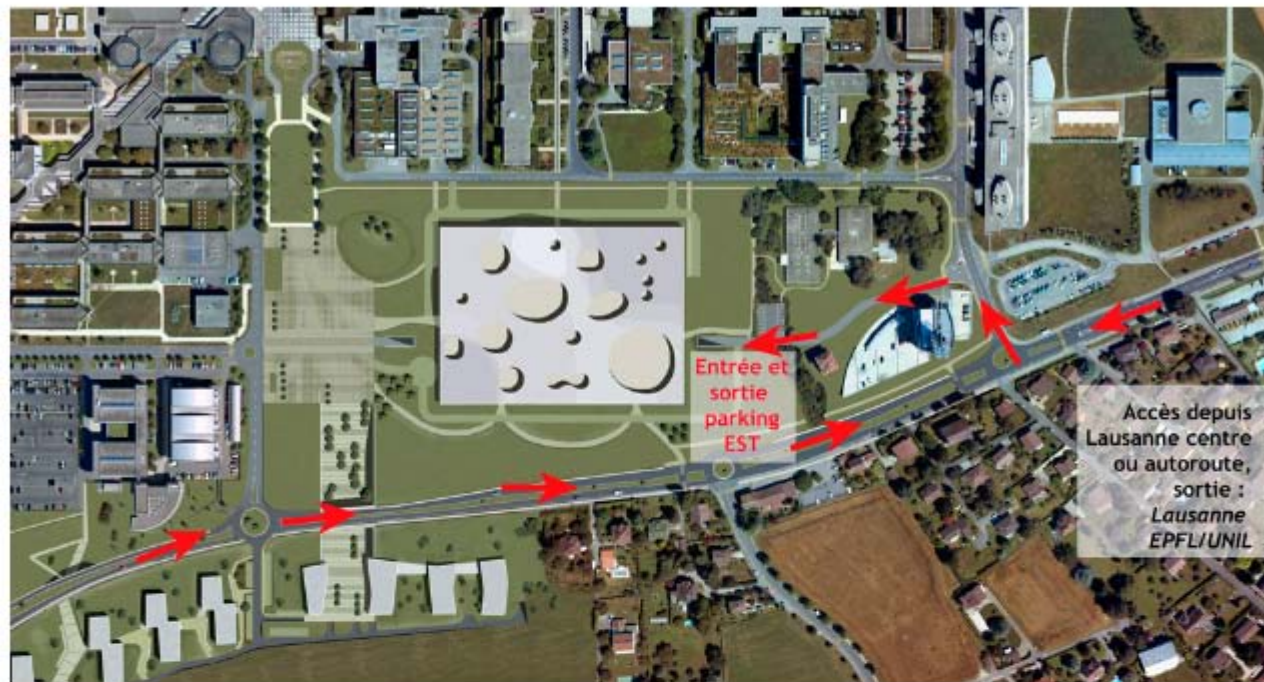 Entrée et
sortie
parking
EST
Accès depuis
Lausanne centre
ou autoroute,
sortie :
Lausanne
EPFL/UNIL